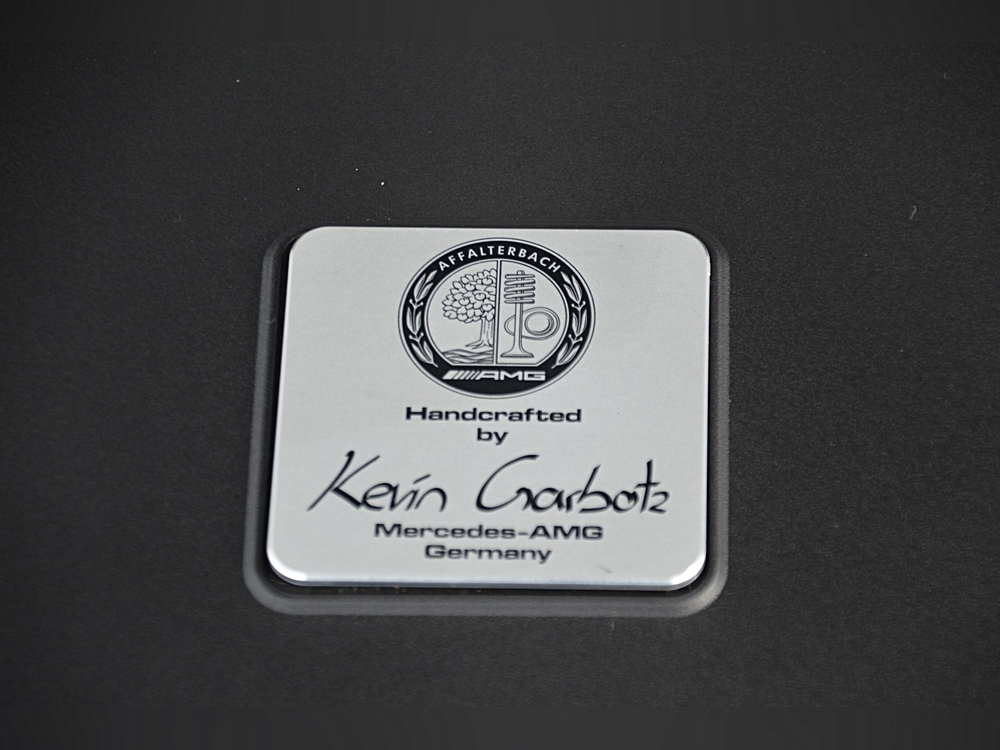 AFFALTERBACH
AMG
Handcrafted
by
Kevin Garbotz
Mercedes-AMG
Germany